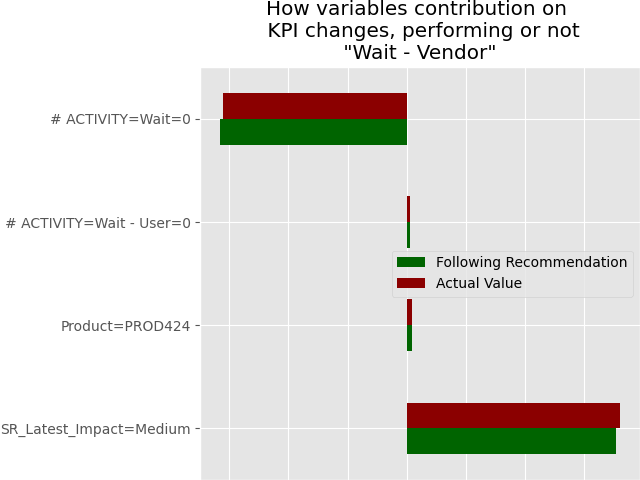 How variables contribution on
KPI changes, performing or not
"Wait - Vendor"
# ACTIVITY=Wait=0
# ACTIVITY=Wait - User=0
Following Recommendation
Actual Value
Product=PROD424
SR_Latest_Impact=Medium